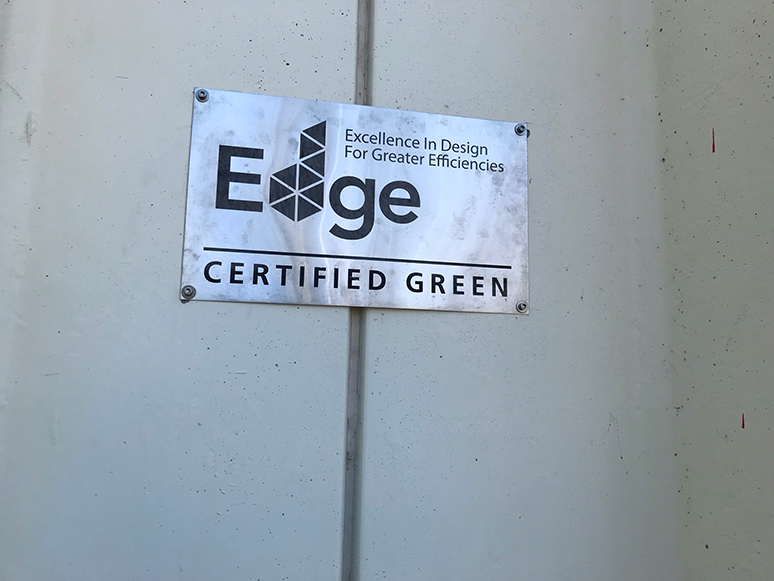 Edge
Excellence In Design
For Greater Efficiencies
CERTIFIED GREEN